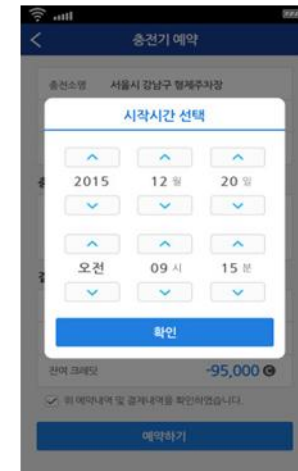 충전기 예약
충전소명 서울시 강남구 형제주차장
시작시간 선택
2015 12 월 20 일
오전 09 시 15 분
확인
잔여 크레딧 -95,000 C
위 예약내역 및 결제내역을 확인하였습니다.
예약하기